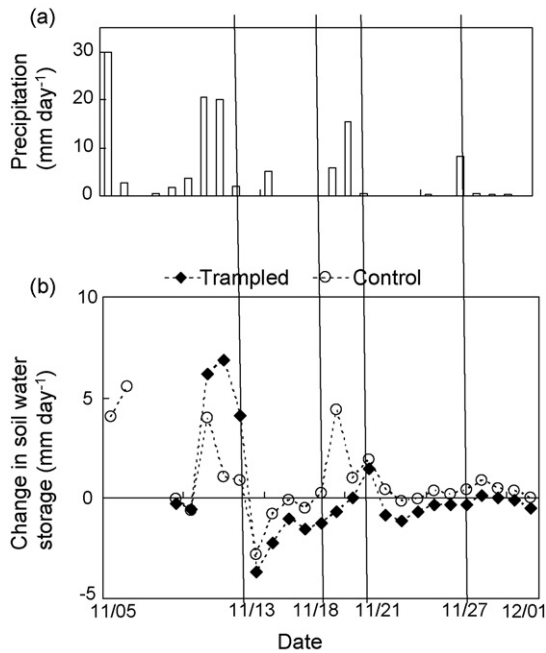 (a)
Precipitation
(mm day⁻¹)
30
20
10
0
Trampled
Control
(b)
Change in soil water
storage (mm day⁻¹)
10
5
0
-5
11/05
11/13
11/18
11/21
11/27
12/01
Date